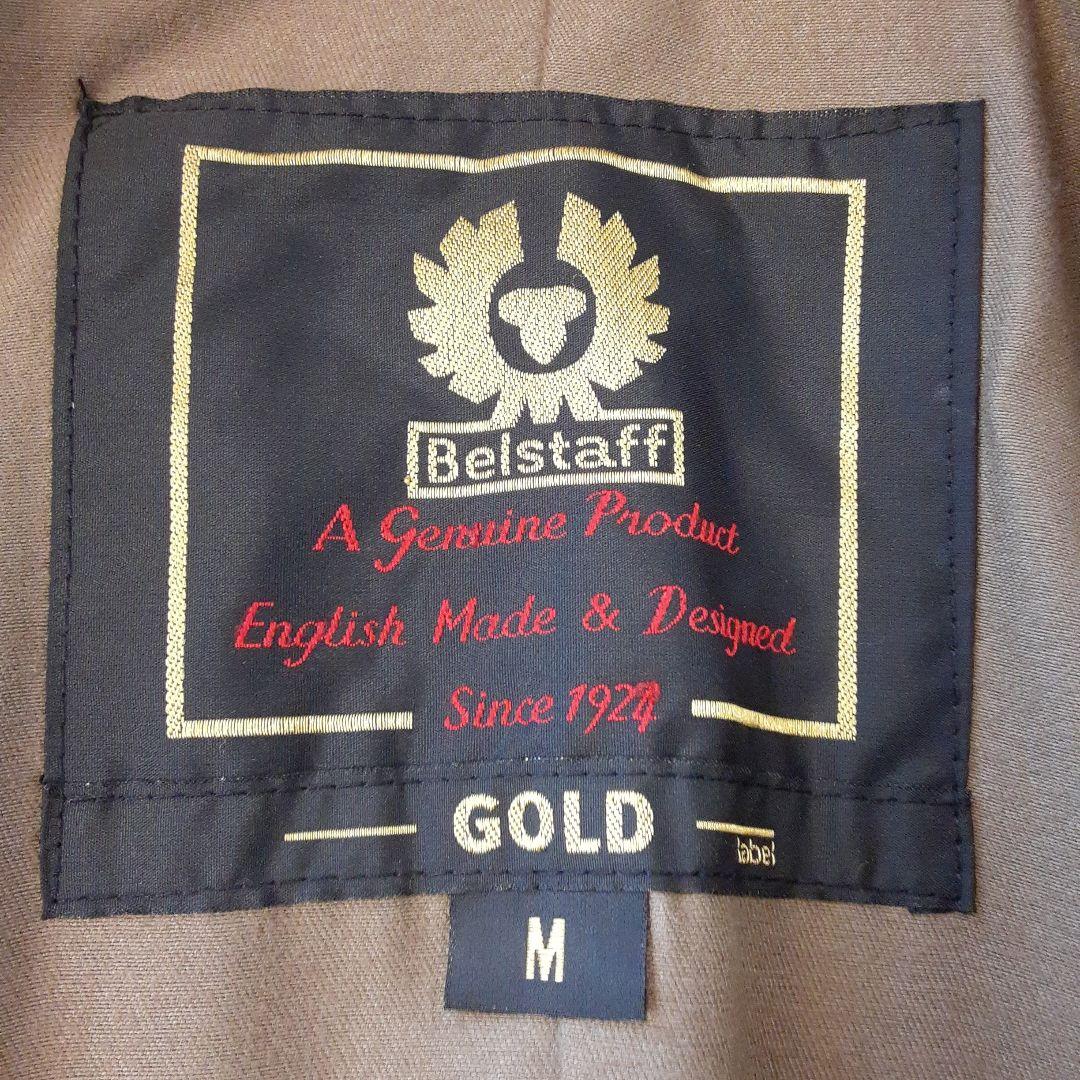 Belstaff
A Genuine Product
English Made & Designed
Since 1924
GOLD
label
M